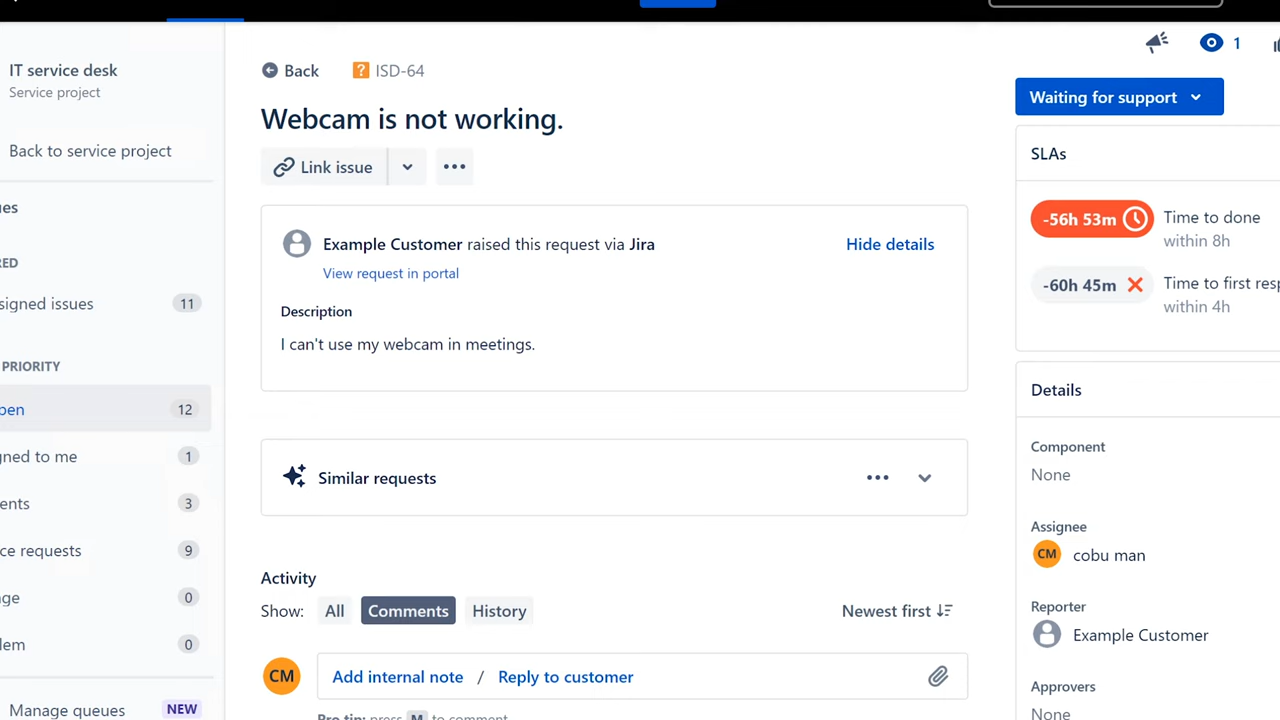 IT service desk
Service project
Back to service project
ues
RED
signed issues 11
PRIORITY
pen 12
gned to me 1
ents 3
ce requests 9
ge 0
lem 0
Manage queues NEW
Back ISD-64
Webcam is not working.
Link issue
Example Customer raised this request via Jira Hide details
View request in portal
Description
I can't use my webcam in meetings.
Similar requests
Activity
Show: All Comments History Newest first
CM Add internal note / Reply to customer
Pro tip: press M to comment
1
Waiting for support
SLAs
-56h 53m Time to done
within 8h
-60h 45m Time to first resp
within 4h
Details
Component
None
Assignee
CM cobu man
Reporter
Example Customer
Approvers
None